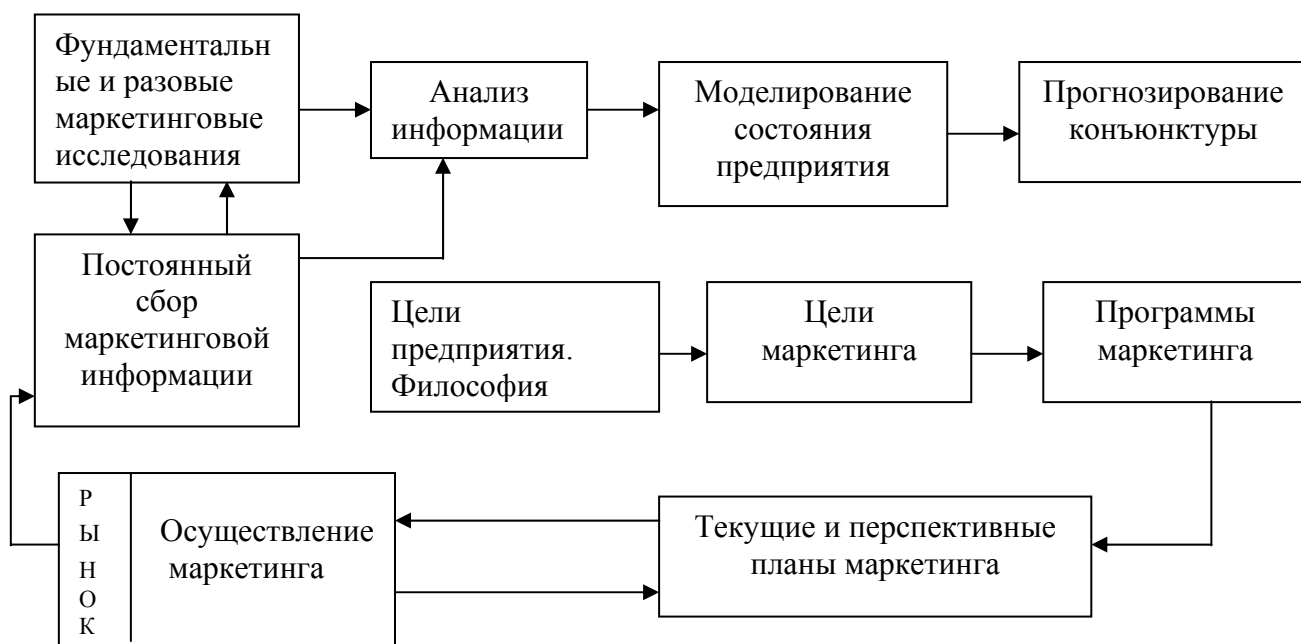 Фундаментальн
ые и разовые
маркетинговые
исследования
Анализ
информации
Моделирование
состояния
предприятия
Прогнозирование
конъюнктуры
Постоянный
сбор
маркетинговой
информации
Цели
предприятия.
Философия
Цели
маркетинга
Программы
маркетинга
Р
Ы
Н
О
К
Осуществление
маркетинга
Текущие и перспективные
планы маркетинга